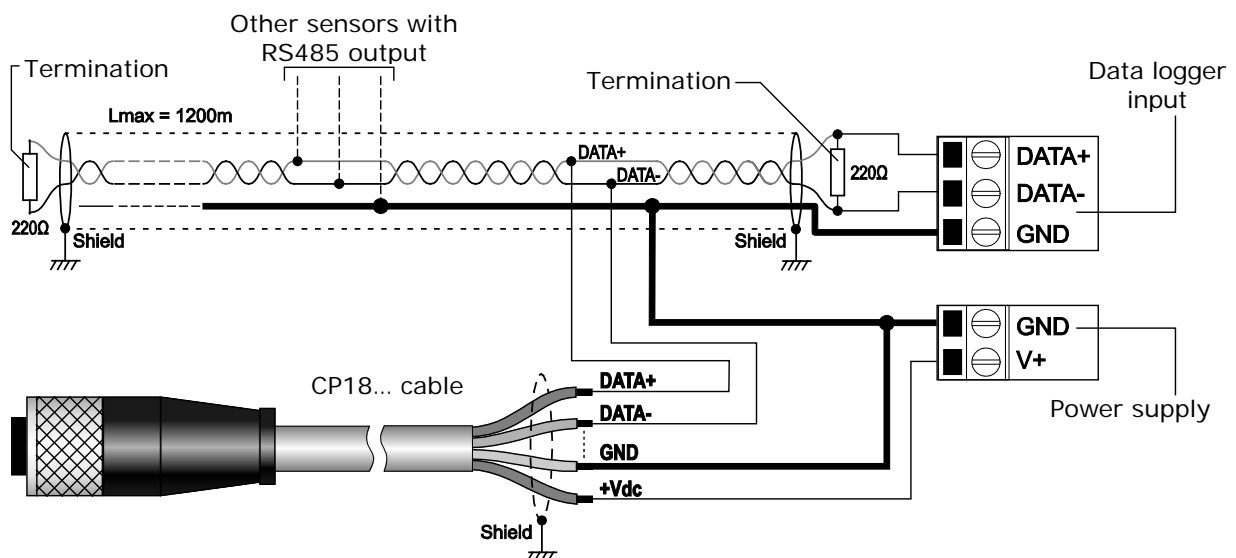 Other sensors with
RS485 output
Termination
Termination
Data logger
input
Lmax = 1200m
DATA+
DATA-
220Ω
220Ω
Shield
Shield
DATA+
DATA-
GND
GND
V+
CP18... cable
DATA+
DATA-
GND
+Vdc
Shield
Power supply